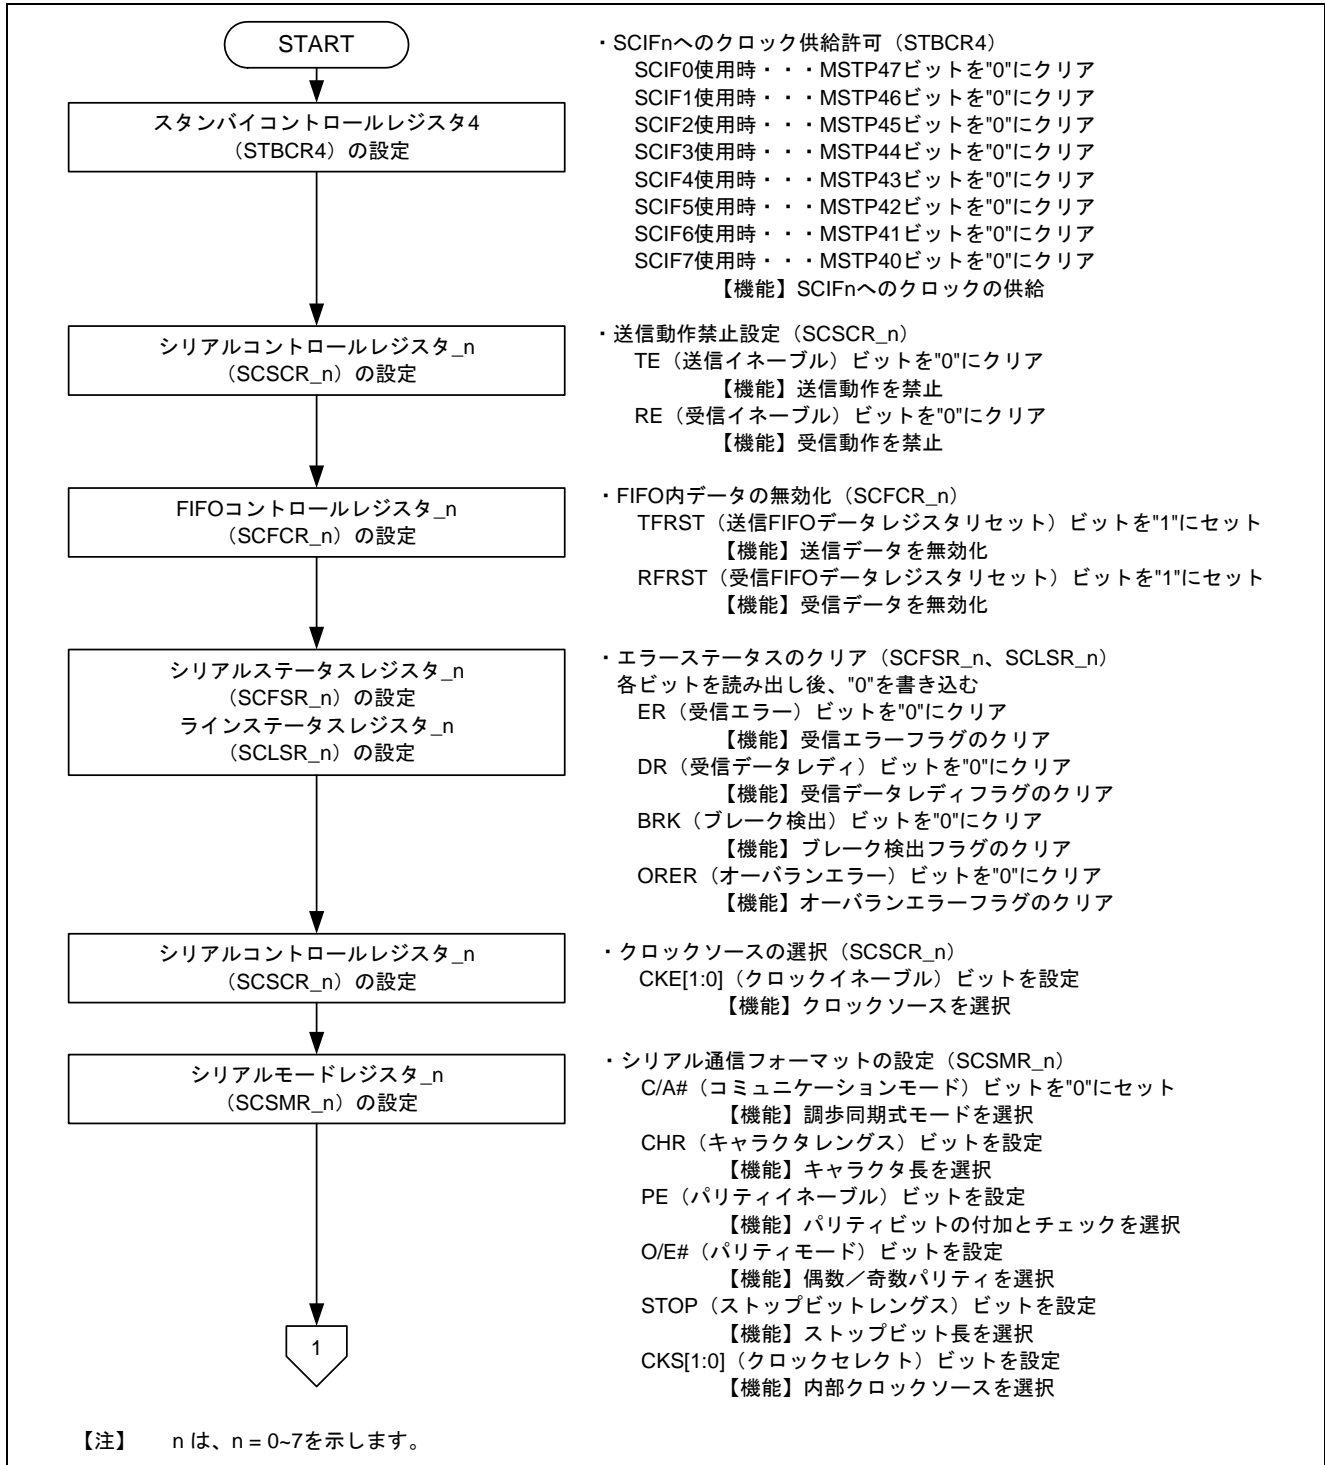 START
スタンバイコントロールレジスタ4
（STBCR4）の設定
・SCIFnへのクロック供給許可（STBCR4）
SCIF0使用時・・・MSTP47ビットを"0"にクリア
SCIF1使用時・・・MSTP46ビットを"0"にクリア
SCIF2使用時・・・MSTP45ビットを"0"にクリア
SCIF3使用時・・・MSTP44ビットを"0"にクリア
SCIF4使用時・・・MSTP43ビットを"0"にクリア
SCIF5使用時・・・MSTP42ビットを"0"にクリア
SCIF6使用時・・・MSTP41ビットを"0"にクリア
SCIF7使用時・・・MSTP40ビットを"0"にクリア
【機能】SCIFnへのクロックの供給
シリアルコントロールレジスタ_n
（SCSCR_n）の設定
・送信動作禁止設定（SCSCR_n）
TE（送信イネーブル）ビットを"0"にクリア
【機能】送信動作を禁止
RE（受信イネーブル）ビットを"0"にクリア
【機能】受信動作を禁止
FIFOコントロールレジスタ_n
（SCFCR_n）の設定
・FIFO内データの無効化（SCFCR_n）
TFRST（送信FIFOデータレジスタリセット）ビットを"1"にセット
【機能】送信データを無効化
RFRST（受信FIFOデータレジスタリセット）ビットを"1"にセット
【機能】受信データを無効化
シリアルステータスレジスタ_n
（SCFSR_n）の設定
ラインステータスレジスタ_n
（SCLSR_n）の設定
・エラーステータスのクリア（SCFSR_n、SCLSR_n）
各ビットを読み出し後、"0"を書き込む
ER（受信エラー）ビットを"0"にクリア
【機能】受信エラーフラグのクリア
DR（受信データレディ）ビットを"0"にクリア
【機能】受信データレディフラグのクリア
BRK（ブレーク検出）ビットを"0"にクリア
【機能】ブレーク検出フラグのクリア
ORER（オーバランエラー）ビットを"0"にクリア
【機能】オーバランエラーフラグのクリア
シリアルコントロールレジスタ_n
（SCSCR_n）の設定
・クロックソースの選択（SCSCR_n）
CKE[1:0]（クロックイネーブル）ビットを設定
【機能】クロックソースを選択
シリアルモードレジスタ_n
（SCSMR_n）の設定
・シリアル通信フォーマットの設定（SCSMR_n）
C/A#（コミュニケーションモード）ビットを"0"にセット
【機能】調歩同期式モードを選択
CHR（キャラクタレングス）ビットを設定
【機能】キャラクタ長を選択
PE（パリティイネーブル）ビットを設定
【機能】パリティビットの付加とチェックを選択
O/E#（パリティモード）ビットを設定
【機能】偶数／奇数パリティを選択
STOP（ストップビットレングス）ビットを設定
【機能】ストップビット長を選択
CKS[1:0]（クロックセレクト）ビットを設定
【機能】内部クロックソースを選択
1
【注】 n は、n = 0~7を示します。